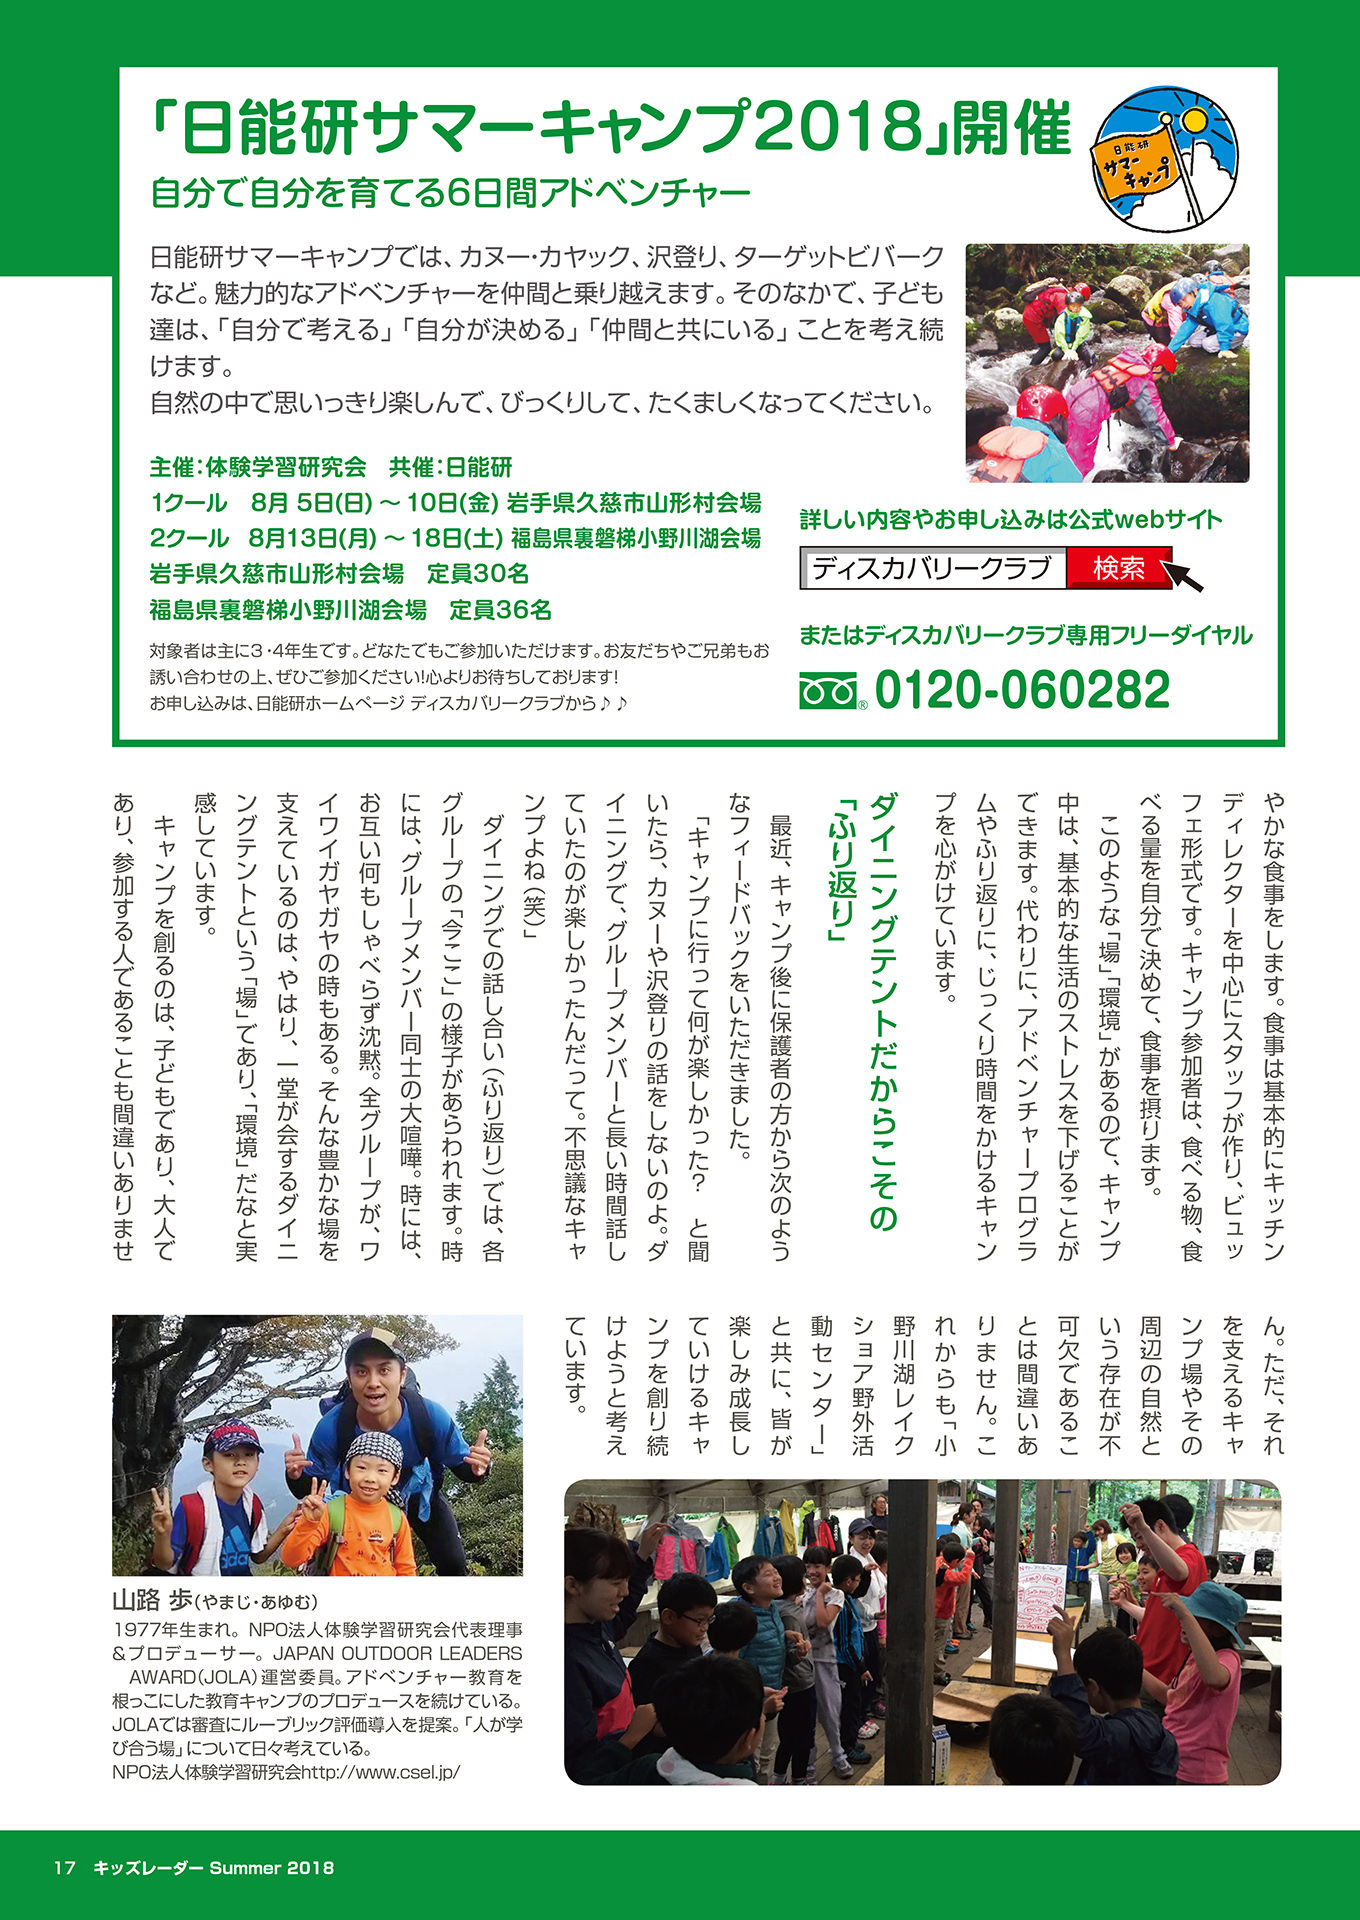 「日能研サマーキャンプ2018」開催
日能研
サマー
キャンプ
自分で自分を育てる6日間アドベンチャー
日能研サマーキャンプでは、カヌー・カヤック、沢登り、ターゲットビバーク
など。魅力的なアドベンチャーを仲間と乗り越えます。そのなかで、子ども
達は、「自分で考える」「自分が決める」「仲間と共にいる」ことを考え続
けます。
自然の中で思いっきり楽しんで、びっくりして、たくましくなってください。
主催：体験学習研究会　共催：日能研
1クール　8月 5日(日) ～ 10日(金) 岩手県久慈市山形村会場
2クール　8月13日(月) ～ 18日(土) 福島県裏磐梯小野川湖会場
岩手県久慈市山形村会場　定員30名
福島県裏磐梯小野川湖会場　定員36名
対象者は主に3・4年生です。どなたでもご参加いただけます。お友だちやご兄弟もお
誘い合わせの上、ぜひご参加ください!心よりお待ちしております!
お申し込みは、日能研ホームページ ディスカバリークラブから♪♪
詳しい内容やお申し込みは公式webサイト
ディスカバリークラブ 検索
またはディスカバリークラブ専用フリーダイヤル
® 0120-060282
やかな食事をします。食事は基本的にキッチン
ディレクターを中心にスタッフが作り、ビュッ
フェ形式です。キャンプ参加者は、食べる物、食
べる量を自分で決めて、食事を摂ります。
　このような「場」「環境」があるので、キャンプ
中は、基本的な生活のストレスを下げることが
できます。代わりに、アドベンチャープログラ
ムやふり返りに、じっくり時間をかけるキャン
プを心がけています。
ダイニングテントだからこその
「ふり返り」
　最近、キャンプ後に保護者の方から次のよう
なフィードバックをいただきました。
「キャンプに行って何が楽しかった？　と聞
いたら、カヌーや沢登りの話をしないのよ。ダ
イニングで、グループメンバーと長い時間話し
ていたのが楽しかったんだって。不思議なキャ
ンプよね（笑）」
　ダイニングでの話し合い（ふり返り）では、各
グループの「今ここ」の様子があらわれます。時
には、グループメンバー同士の大喧嘩。時には、
お互い何もしゃべらず沈黙。全グループが、ワ
イワイガヤガヤの時もある。そんな豊かな場を
支えているのは、やはり、一堂が会するダイニ
ングテントという「場」であり、「環境」だなと実
感しています。
　キャンプを創るのは、子どもであり、大人で
あり、参加する人であることも間違いありませ
ん。ただ、それ
を支えるキャ
ンプ場やその
周辺の自然と
いう存在が不
可欠であるこ
とは間違いあ
りません。こ
れからも「小
野川湖レイク
ショア野外活
動センター」
と共に、皆が
楽しみ成長し
ていけるキャ
ンプを創り続
けようと考え
ています。
adidas
山路 歩（やまじ・あゆむ）
1977年生まれ。NPO法人体験学習研究会代表理事
&プロデューサー。JAPAN OUTDOOR LEADERS
AWARD（JOLA）運営委員。アドベンチャー教育を
根っこにした教育キャンプのプロデュースを続けている。
JOLAでは審査にルーブリック評価導入を提案。「人が学
び合う場」について日々考えている。
NPO法人体験学習研究会http://www.csel.jp/
17　キッズレーダー Summer 2018